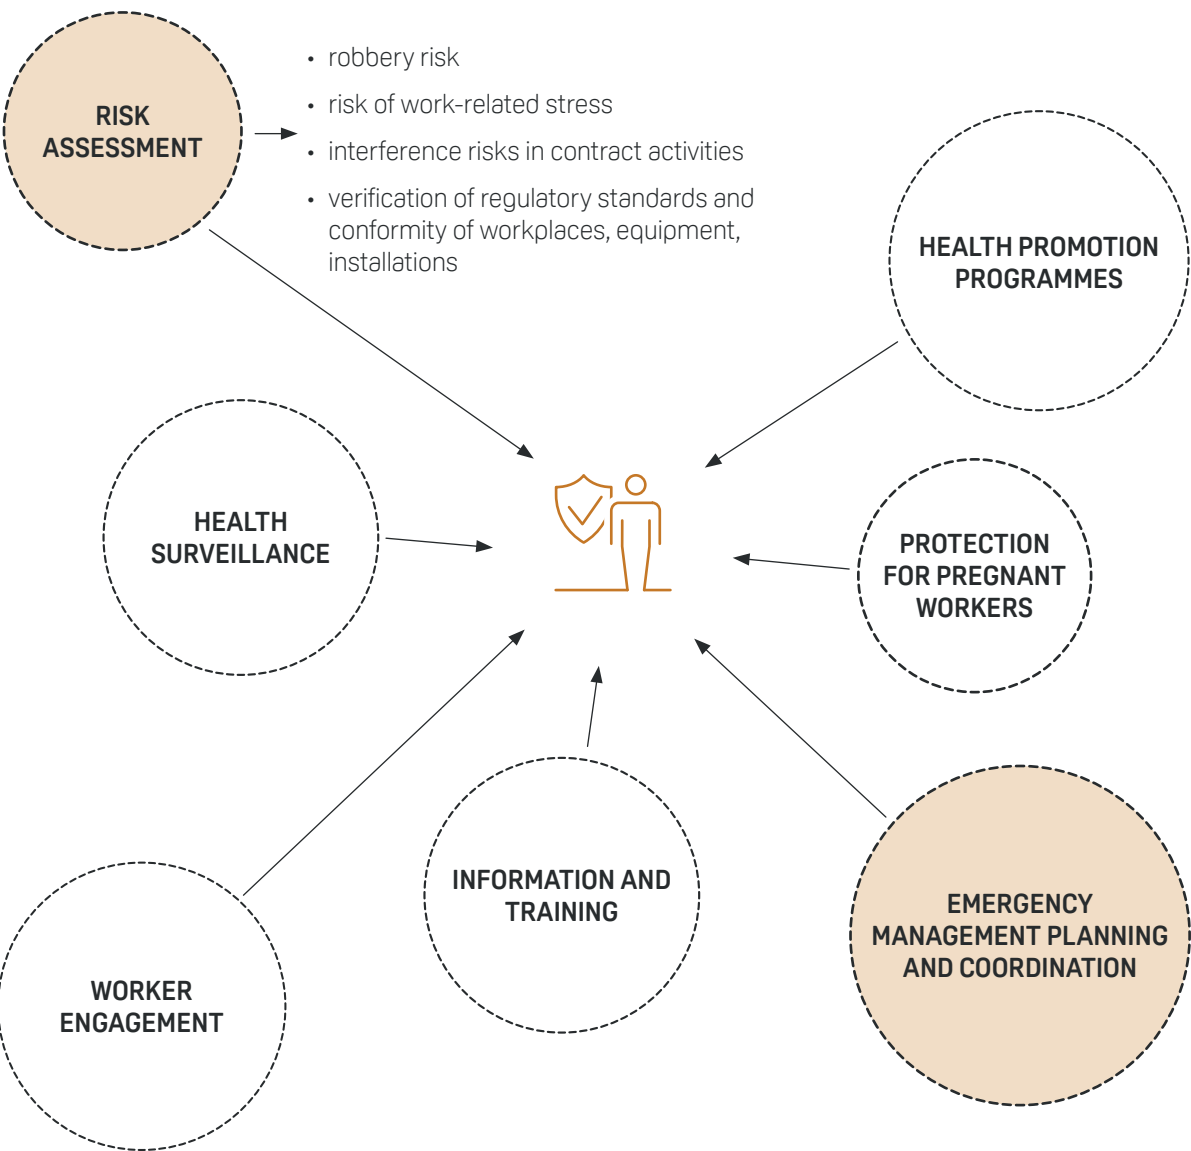 RISK
ASSESSMENT
• robbery risk
• risk of work-related stress
• interference risks in contract activities
• verification of regulatory standards and
conformity of workplaces, equipment,
installations
HEALTH PROMOTION
PROGRAMMES
HEALTH
SURVEILLANCE
PROTECTION
FOR PREGNANT
WORKERS
INFORMATION AND
TRAINING
EMERGENCY
MANAGEMENT PLANNING
AND COORDINATION
WORKER
ENGAGEMENT